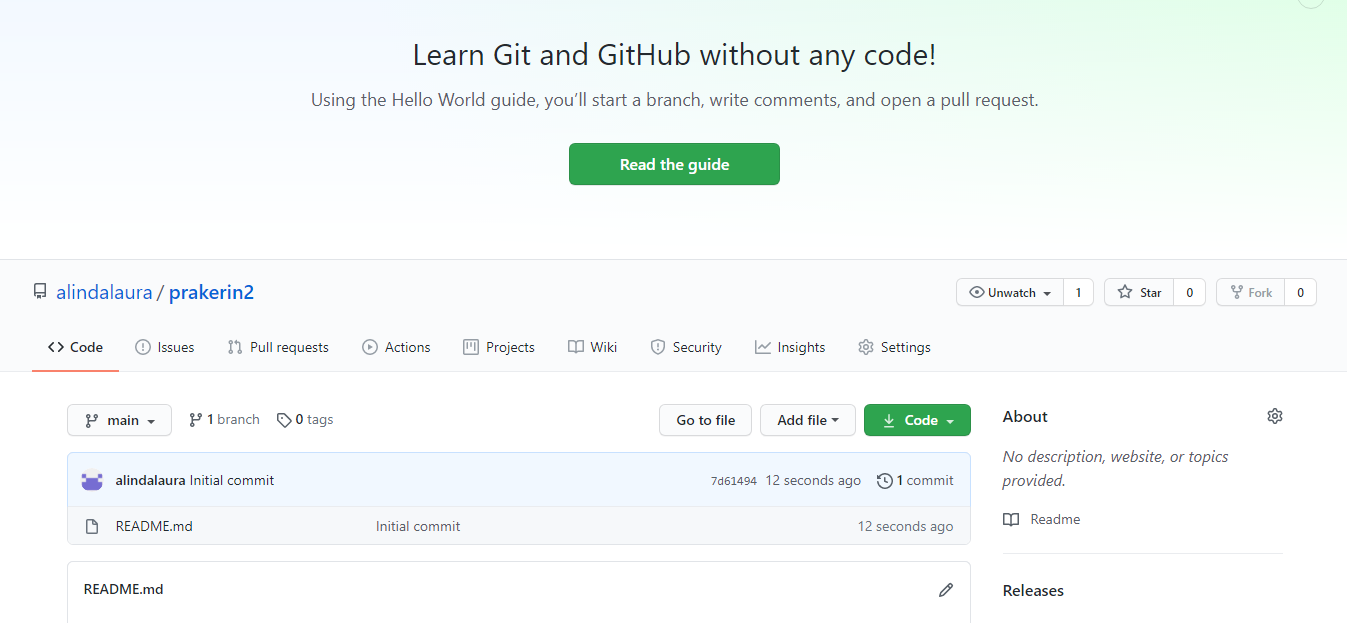 Learn Git and GitHub without any code!
Using the Hello World guide, you’ll start a branch, write comments, and open a pull request.
Read the guide
alindalaura / prakerin2
Unwatch 1 Star 0 Fork 0
Code Issues Pull requests Actions Projects Wiki Security Insights Settings
main 1 branch 0 tags Go to file Add file Code
About
alindalaura Initial commit 7d61494 12 seconds ago 1 commit
No description, website, or topics
provided.
README.md Initial commit 12 seconds ago
Readme
README.md
Releases